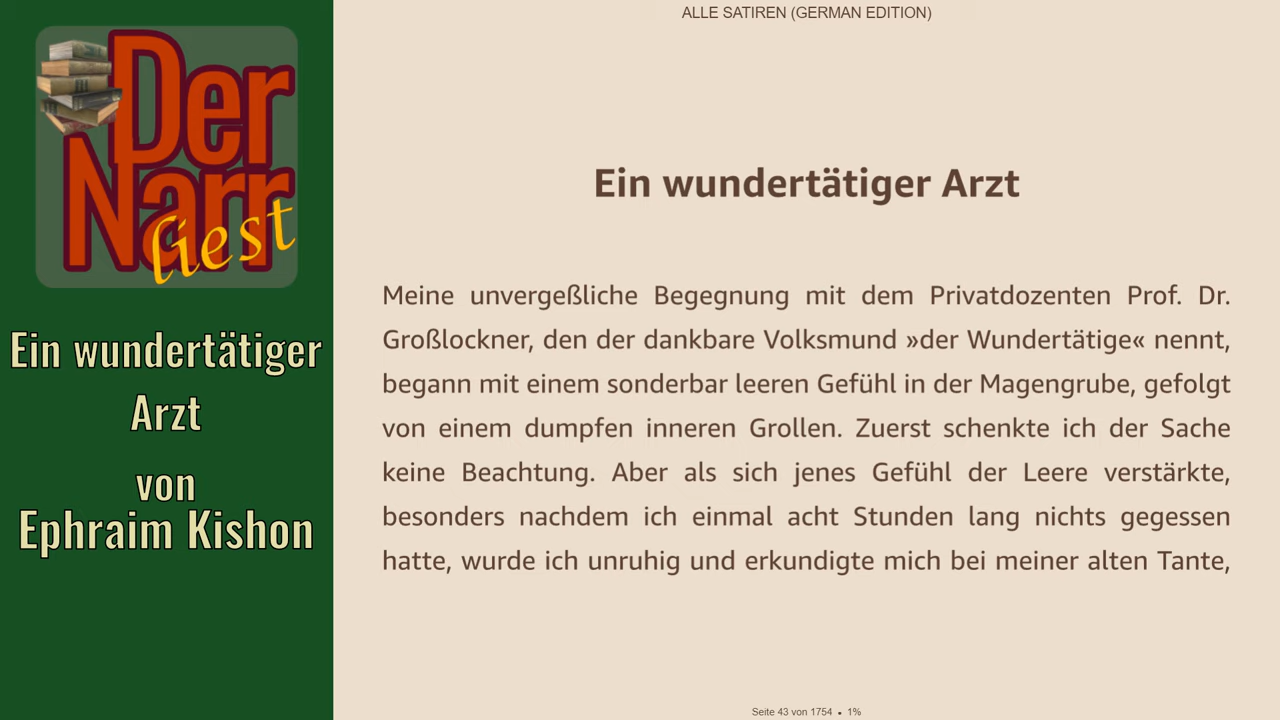 Der
Narr
liest
Ein wundertätiger
Arzt
von
Ephraim Kishon
ALLE SATIREN (GERMAN EDITION)
Ein wundertätiger Arzt
Meine unvergeßliche Begegnung mit dem Privatdozenten Prof. Dr.
Großlockner, den der dankbare Volksmund »der Wundertätige« nennt,
begann mit einem sonderbar leeren Gefühl in der Magengrube, gefolgt
von einem dumpfen inneren Grollen. Zuerst schenkte ich der Sache
keine Beachtung. Aber als sich jenes Gefühl der Leere verstärkte,
besonders nachdem ich einmal acht Stunden lang nichts gegessen
hatte, wurde ich unruhig und erkundigte mich bei meiner alten Tante,
Seite 43 von 1754 • 1%